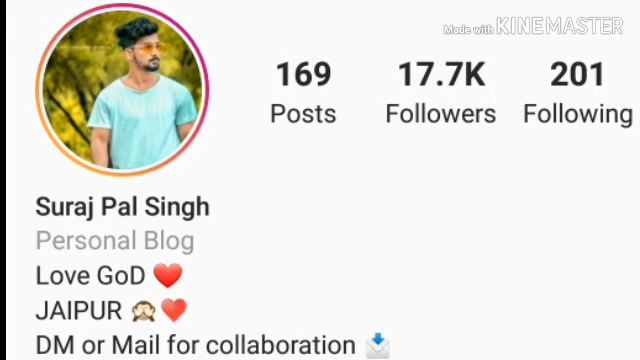 Made with KINEMASTER
169 17.7K 201
Posts Followers Following
Suraj Pal Singh
Personal Blog
Love GoD ❤️
JAIPUR 🙈❤️
DM or Mail for collaboration 📩